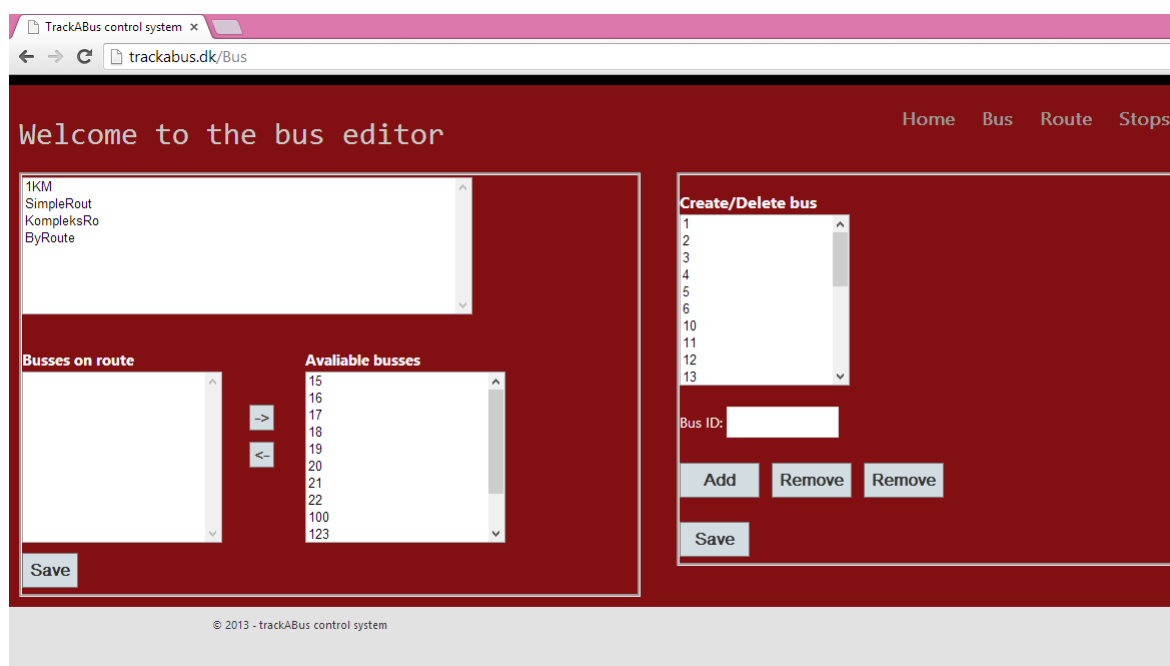 TrackABus control system
trackabus.dk/Bus
Welcome to the bus editor
Home Bus Route Stops
1KM
SimpleRout
KompleksRo
ByRoute
Busses on route
->
<-
Avaliable busses
15
16
17
18
19
20
21
22
100
123
Save
Create/Delete bus
1
2
3
4
5
6
10
11
12
13
Bus ID:
Add Remove Remove
Save
© 2013 - trackABus control system